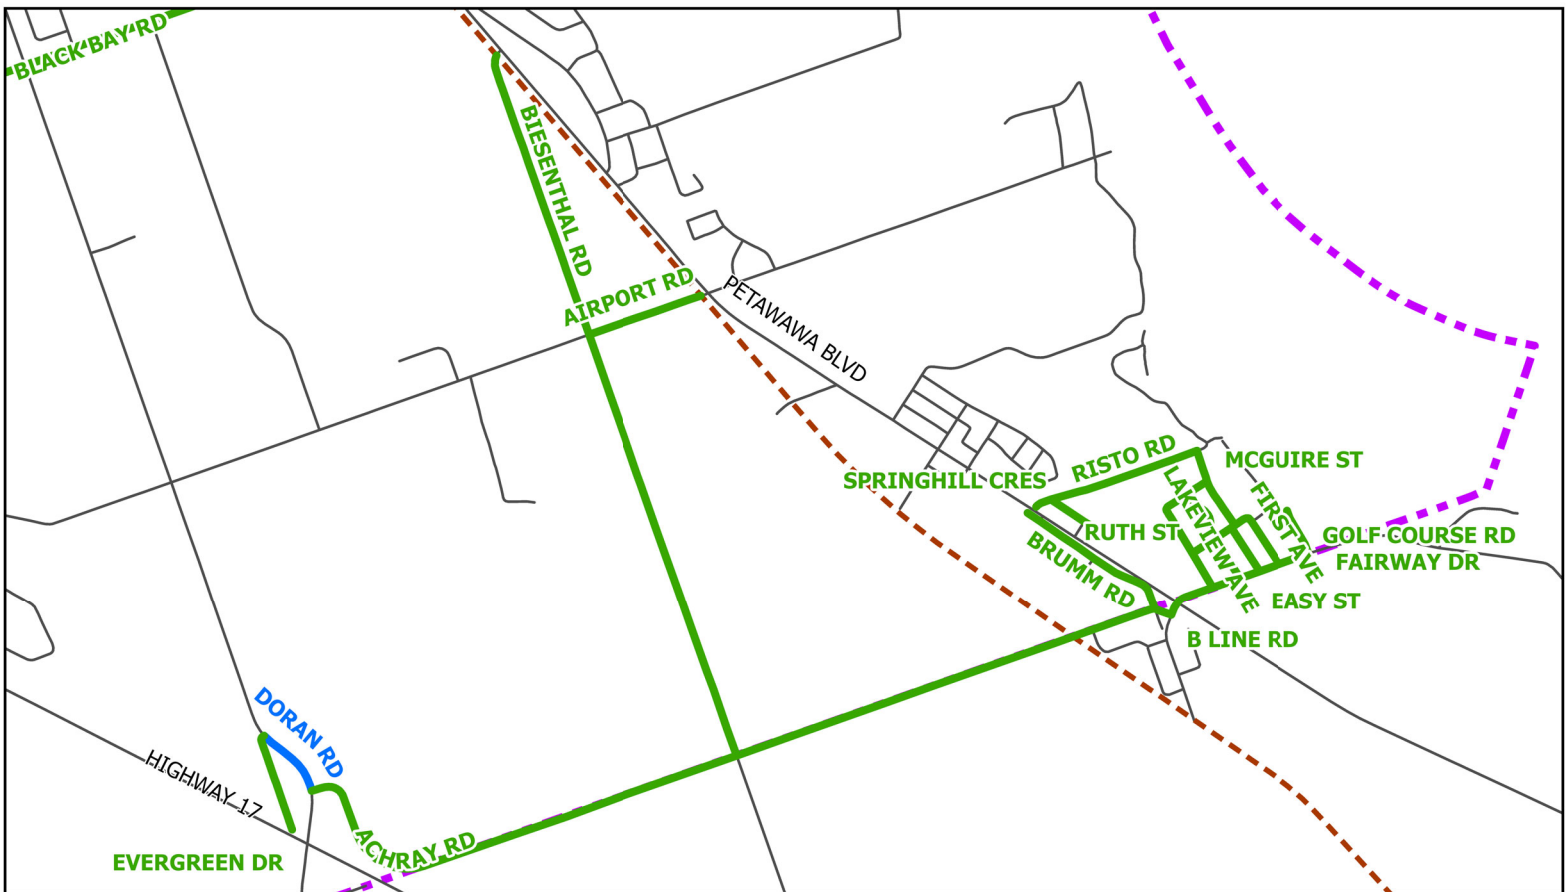 BLACK BAY RD
BIESENTHAL RD
AIRPORT RD
PETAWAWA BLVD
RISTO RD
MCGUIRE ST
SPRINGHILL CRES
LAKEVIEW AVE
FIRST AVE
RUTH ST
GOLF COURSE RD
BRUMM RD
FAIRWAY DR
EASY ST
B LINE RD
DORAN RD
HIGHWAY 17
ACHRAY RD
EVERGREEN DR